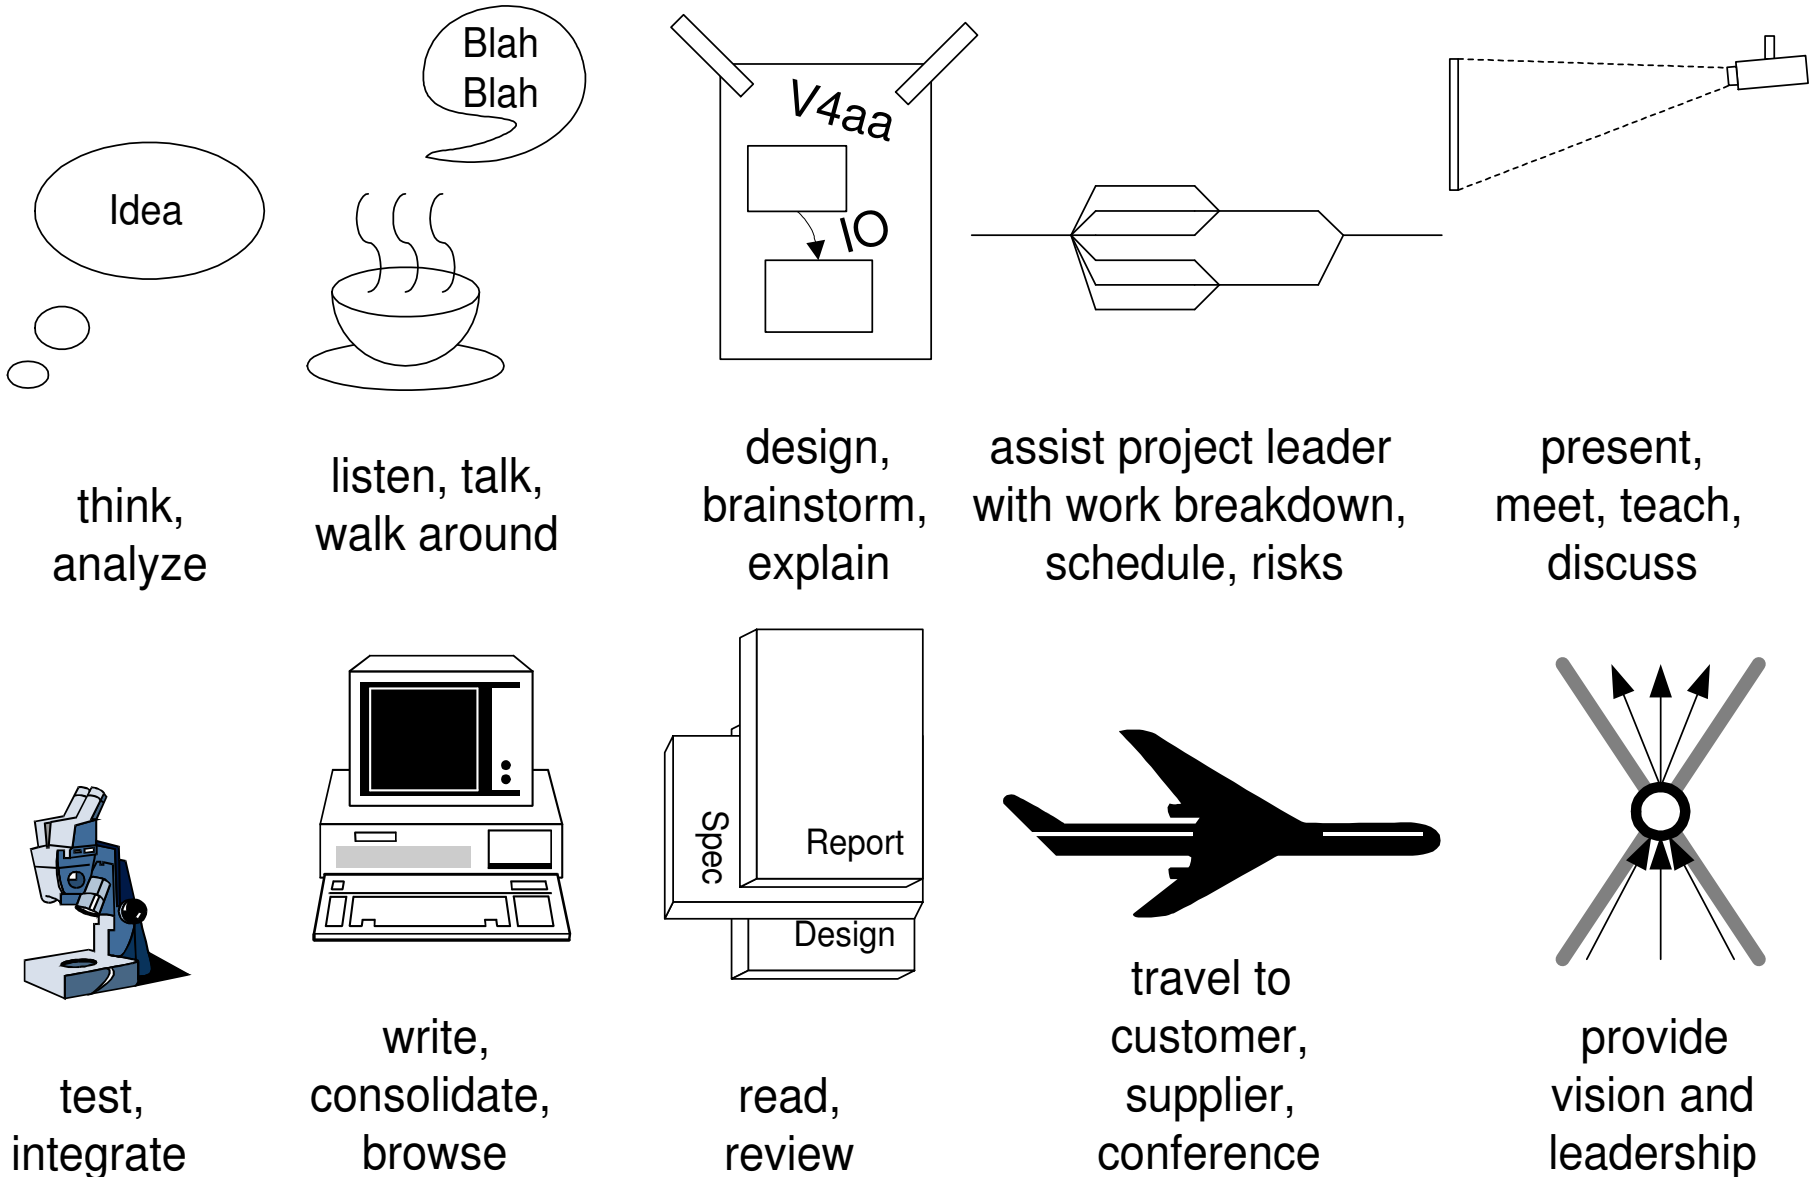 Blah
Blah
Idea
V4aa
IO
think,
analyze
listen, talk,
walk around
design,
brainstorm,
explain
assist project leader
with work breakdown,
schedule, risks
present,
meet, teach,
discuss
Spec
Report
Design
test,
integrate
write,
consolidate,
browse
read,
review
travel to
customer,
supplier,
conference
provide
vision and
leadership